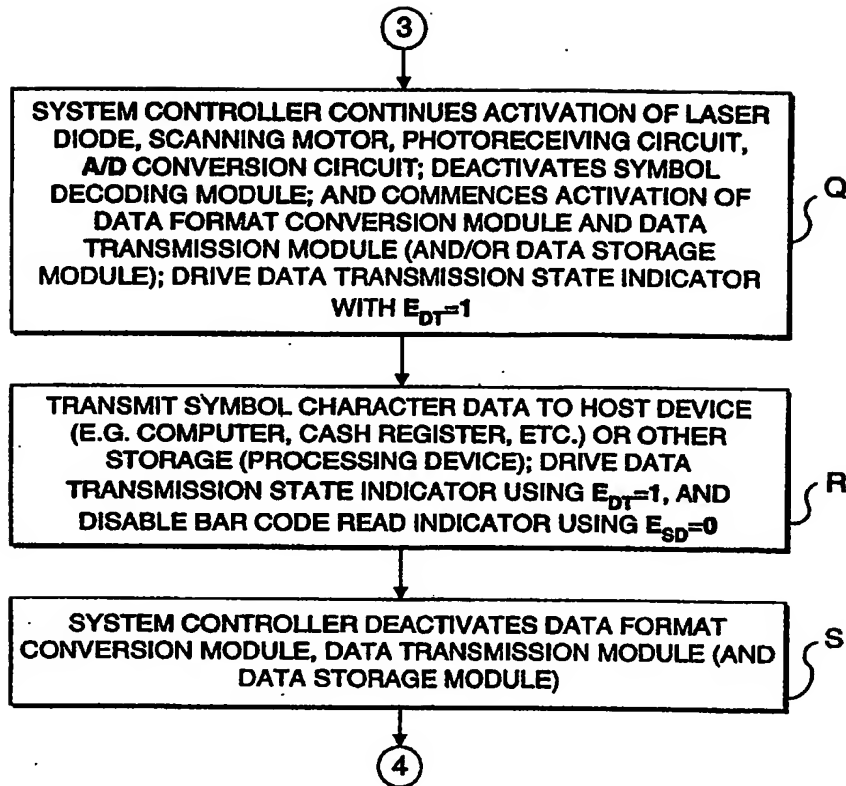 3
SYSTEM CONTROLLER CONTINUES ACTIVATION OF LASER
DIODE, SCANNING MOTOR, PHOTORECEIVING CIRCUIT,
A/D CONVERSION CIRCUIT; DEACTIVATES SYMBOL
DECODING MODULE; AND COMMENCES ACTIVATION OF
DATA FORMAT CONVERSION MODULE AND DATA
TRANSMISSION MODULE (AND/OR DATA STORAGE
MODULE); DRIVE DATA TRANSMISSION STATE INDICATOR
WITH E_DT=1
Q
TRANSMIT SYMBOL CHARACTER DATA TO HOST DEVICE
(E.G. COMPUTER, CASH REGISTER, ETC.) OR OTHER
STORAGE (PROCESSING DEVICE); DRIVE DATA
TRANSMISSION STATE INDICATOR USING E_DT=1, AND
DISABLE BAR CODE READ INDICATOR USING E_SD=0
R
SYSTEM CONTROLLER DEACTIVATES DATA FORMAT
CONVERSION MODULE, DATA TRANSMISSION MODULE (AND
DATA STORAGE MODULE)
S
4